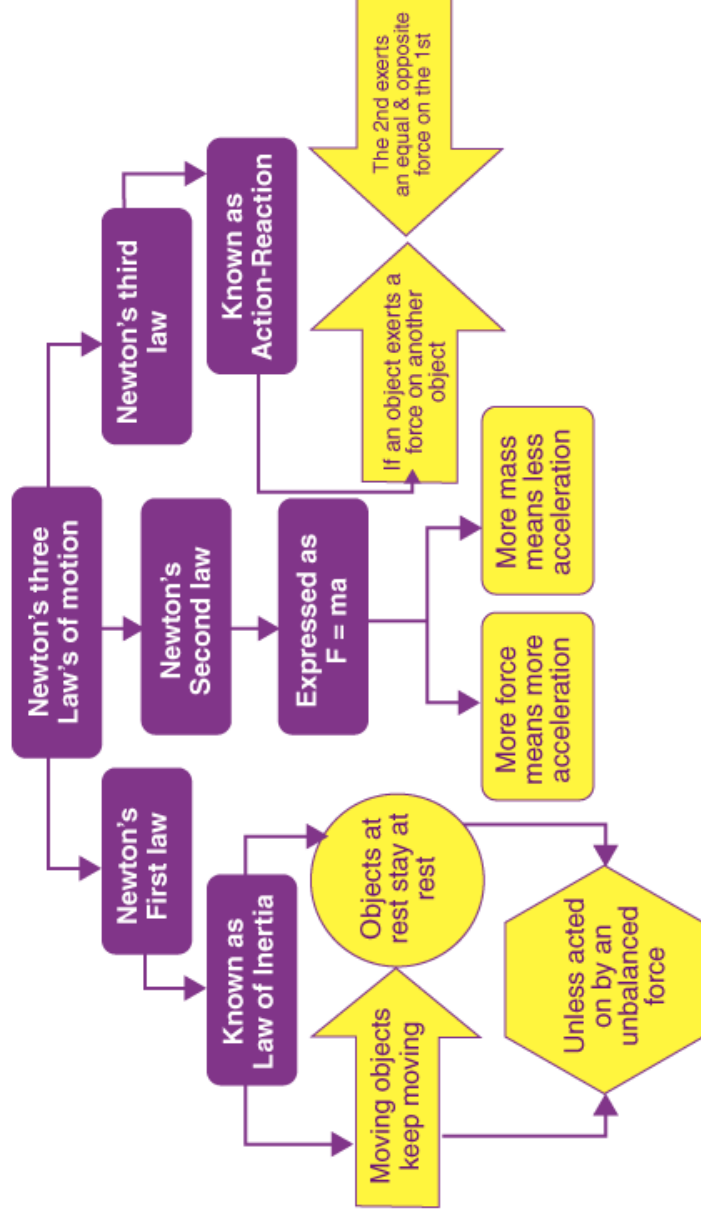 Newton's three
Law's of motion
Newton's
First law
Known as
Law of Inertia
Moving objects
keep moving
Objects at
rest stay at
rest
Unless acted
on by an
unbalanced
force
Newton's
Second law
Expressed as
F = ma
More force
means more
acceleration
More mass
means less
acceleration
Newton's third
law
Known as
Action-Reaction
If an object exerts a
force on another
object
The 2nd exerts
an equal & opposite
force on the 1st